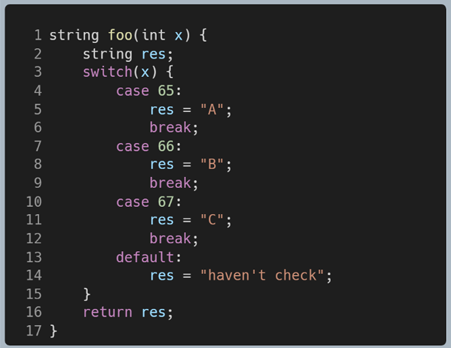 1 string foo(int x) {
2     string res;
3     switch(x) {
4         case 65:
5             res = "A";
6             break;
7         case 66:
8             res = "B";
9             break;
10         case 67:
11             res = "C";
12             break;
13         default:
14             res = "haven't check";
15     }
16     return res;
17 }